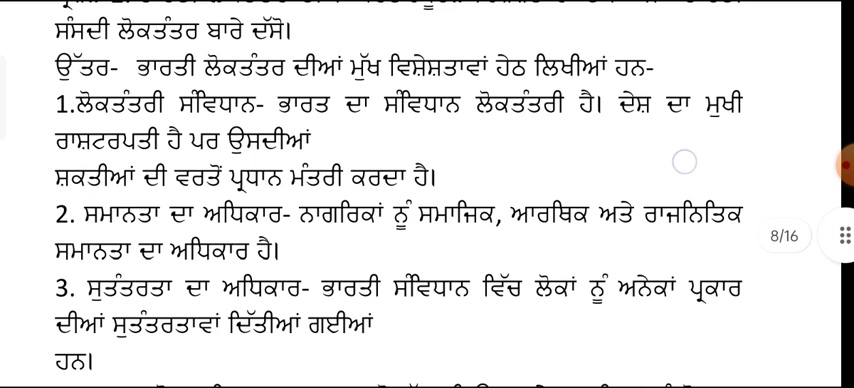 ਸੰਸਦੀ ਲੋਕਤੰਤਰ ਬਾਰੇ ਦੱਸੋ।
ਉੱਤਰ- ਭਾਰਤੀ ਲੋਕਤੰਤਰ ਦੀਆਂ ਮੁੱਖ ਵਿਸ਼ੇਸ਼ਤਾਵਾਂ ਹੇਠ ਲਿਖੀਆਂ ਹਨ-
1.ਲੋਕਤੰਤਰੀ ਸੰਵਿਧਾਨ- ਭਾਰਤ ਦਾ ਸੰਵਿਧਾਨ ਲੋਕਤੰਤਰੀ ਹੈ। ਦੇਸ਼ ਦਾ ਮੁਖੀ
ਰਾਸ਼ਟਰਪਤੀ ਹੈ ਪਰ ਉਸਦੀਆਂ
ਸ਼ਕਤੀਆਂ ਦੀ ਵਰਤੋਂ ਪ੍ਰਧਾਨ ਮੰਤਰੀ ਕਰਦਾ ਹੈ।
2. ਸਮਾਨਤਾ ਦਾ ਅਧਿਕਾਰ- ਨਾਗਰਿਕਾਂ ਨੂੰ ਸਮਾਜਿਕ, ਆਰਥਿਕ ਅਤੇ ਰਾਜਨਿਤਿਕ
ਸਮਾਨਤਾ ਦਾ ਅਧਿਕਾਰ ਹੈ।
8/16
3. ਸੁਤੰਤਰਤਾ ਦਾ ਅਧਿਕਾਰ- ਭਾਰਤੀ ਸੰਵਿਧਾਨ ਵਿੱਚ ਲੋਕਾਂ ਨੂੰ ਅਨੇਕਾਂ ਪ੍ਰਕਾਰ
ਦੀਆਂ ਸੁਤੰਤਰਤਾਵਾਂ ਦਿੱਤੀਆਂ ਗਈਆਂ
ਹਨ।